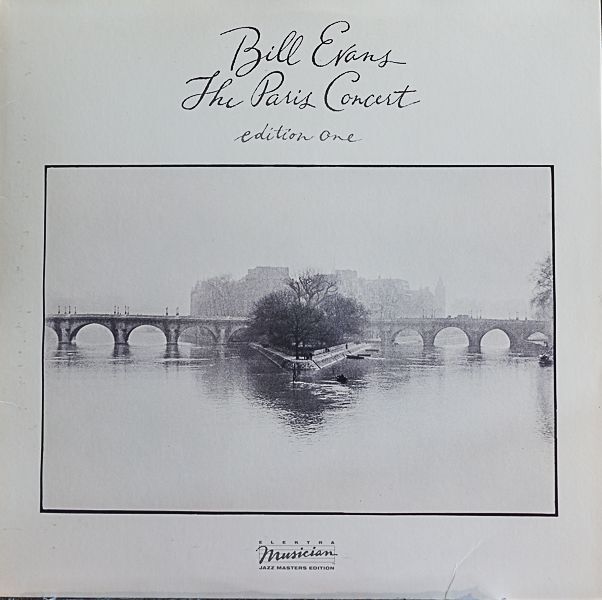 Bill Evans
The Paris Concert
edition one
ELEKTRA
Musician
JAZZ MASTERS EDITION